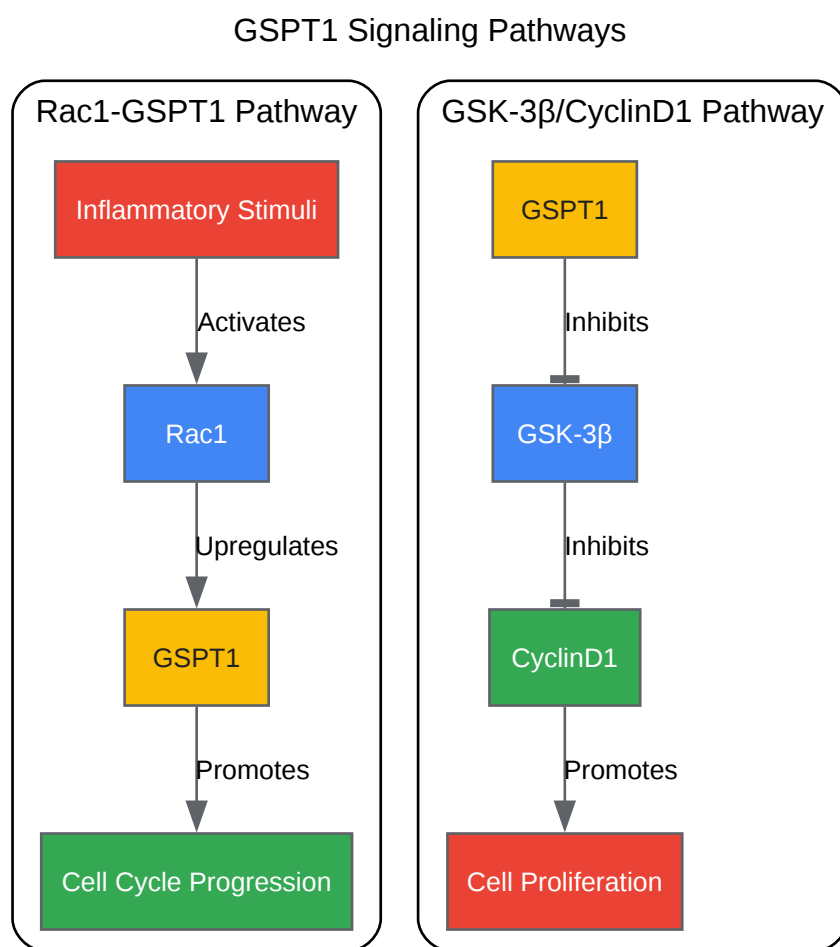 GSPT1 Signaling Pathways
Rac1-GSPT1 Pathway
Inflammatory Stimuli
Activates
Rac1
Upregulates
GSPT1
Promotes
Cell Cycle Progression
GSK-3β/CyclinD1 Pathway
GSPT1
Inhibits
GSK-3β
Inhibits
CyclinD1
Promotes
Cell Proliferation